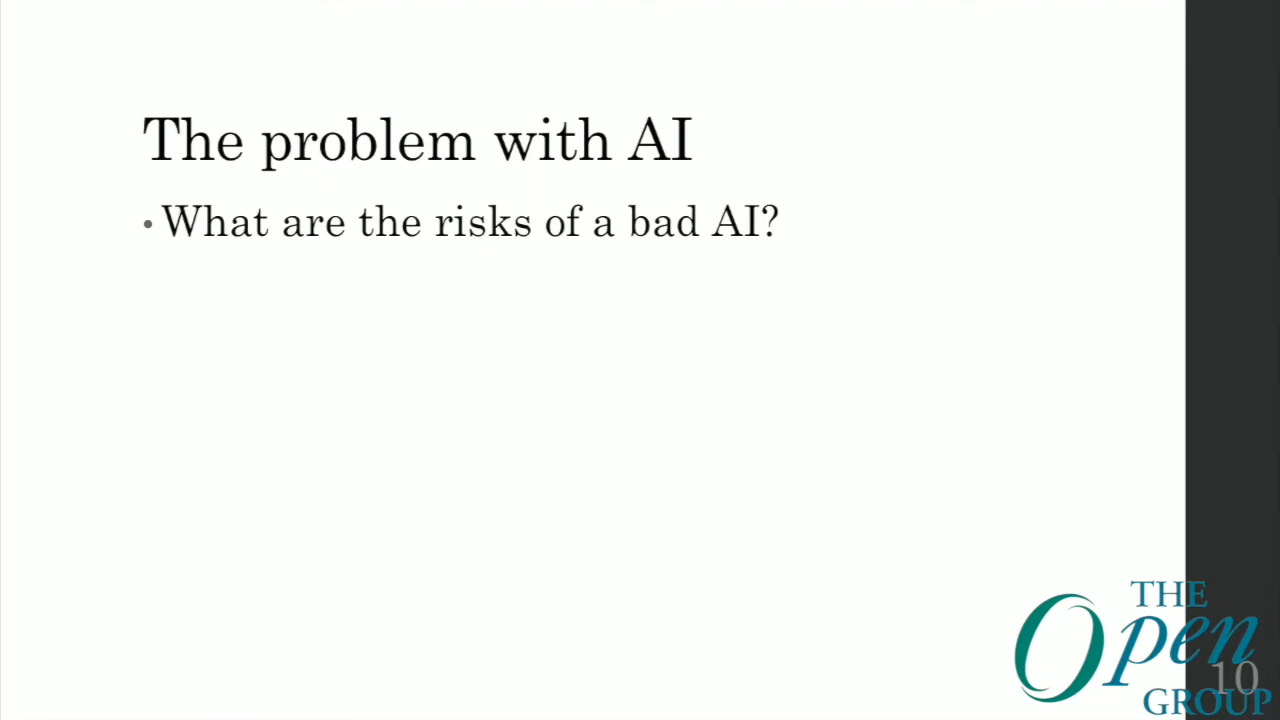 The problem with AI
• What are the risks of a bad AI?
THE
Open
10
GROUP